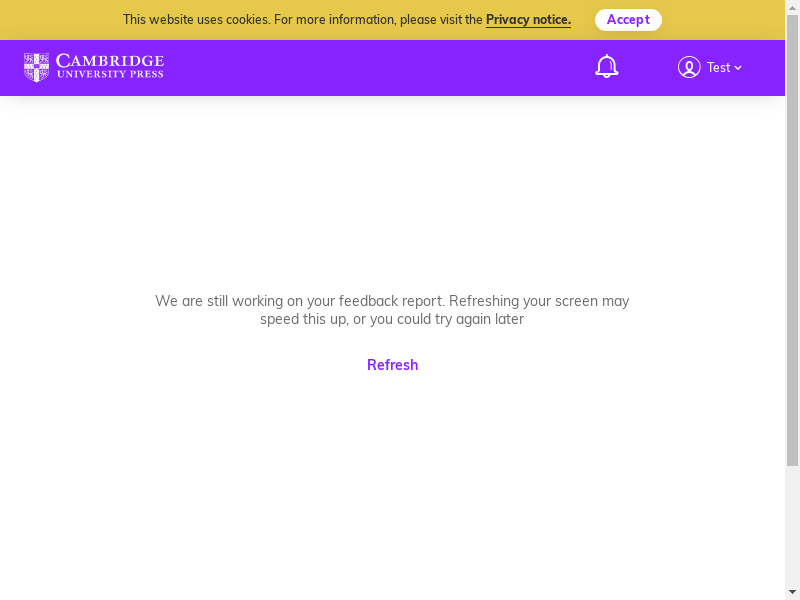 This website uses cookies. For more information, please visit the Privacy notice.
Accept
CAMBRIDGE
UNIVERSITY PRESS
Test
We are still working on your feedback report. Refreshing your screen may
speed this up, or you could try again later
Refresh